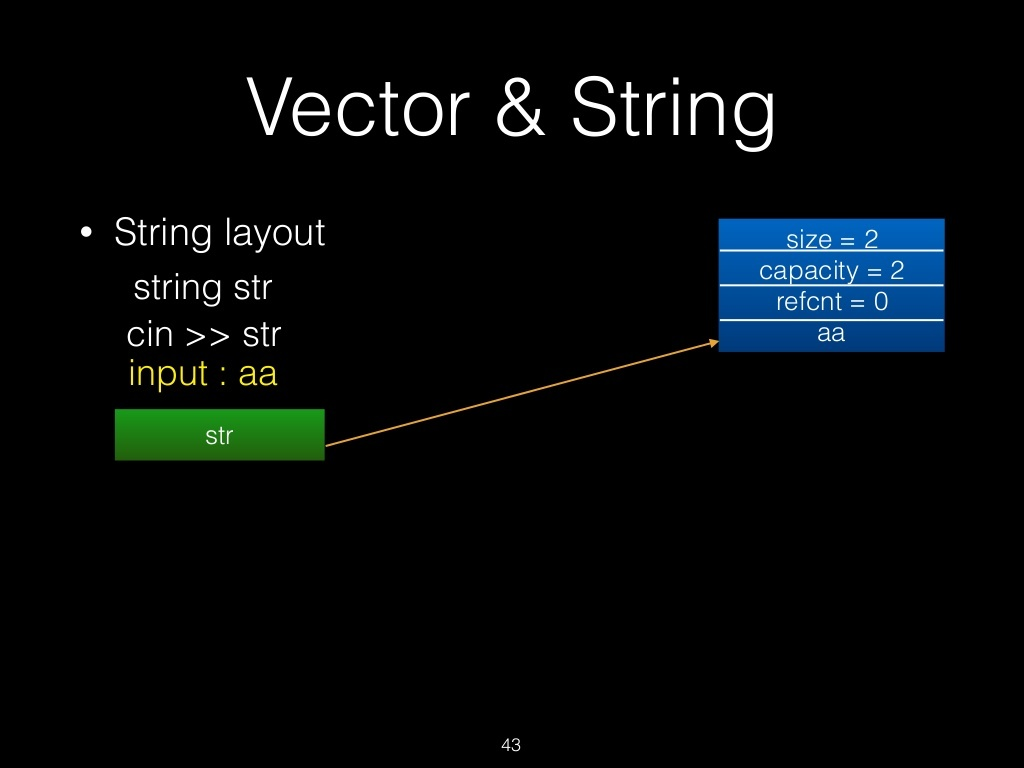 Vector & String
• String layout
string str
cin >> str
input : aa
str
size = 2
capacity = 2
refcnt = 0
aa
43